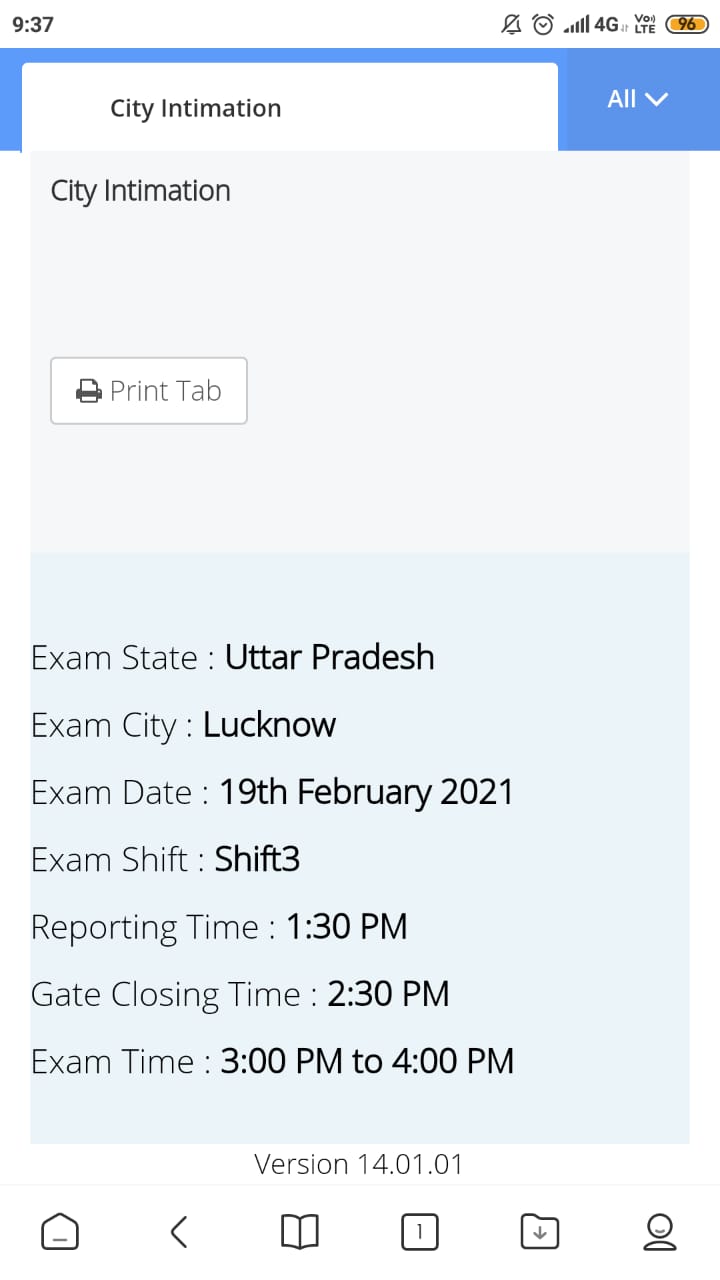 9:37 4G Vo)) LTE 96
City Intimation All
City Intimation
Print Tab
Exam State : Uttar Pradesh
Exam City : Lucknow
Exam Date : 19th February 2021
Exam Shift : Shift3
Reporting Time : 1:30 PM
Gate Closing Time : 2:30 PM
Exam Time : 3:00 PM to 4:00 PM
Version 14.01.01
1